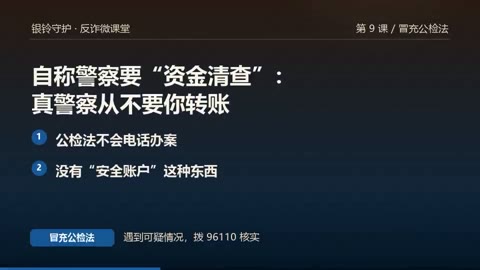 银铃守护 · 反诈微课堂
第 9 课 / 冒充公检法
自称警察要“资金清查”：
真警察从不要你转账
1 公检法不会电话办案
2 没有“安全账户”这种东西
冒充公检法 遇到可疑情况，拨 96110 核实